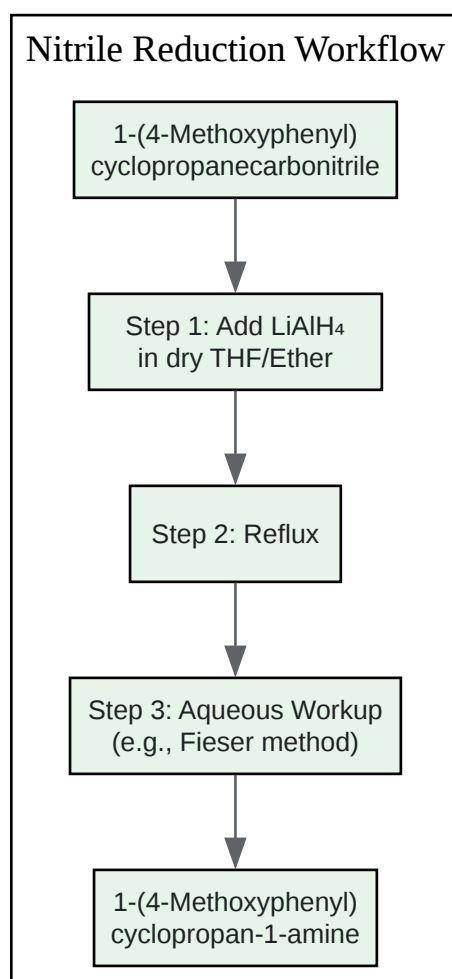 Nitrile Reduction Workflow
1-(4-Methoxyphenyl)
cyclopropanecarbonitrile
Step 1: Add LiAlH₄
in dry THF/Ether
Step 2: Reflux
Step 3: Aqueous Workup
(e.g., Fieser method)
1-(4-Methoxyphenyl)
cyclopropan-1-amine